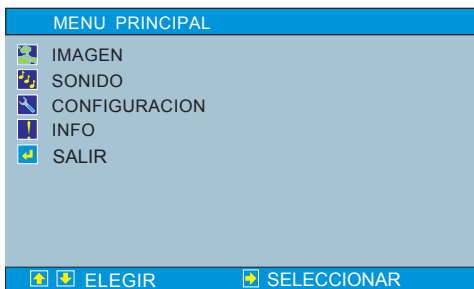 MENU PRINCIPAL
IMAGEN
SONIDO
CONFIGURACION
INFO
SALIR
ELEGIR SELECCIONAR